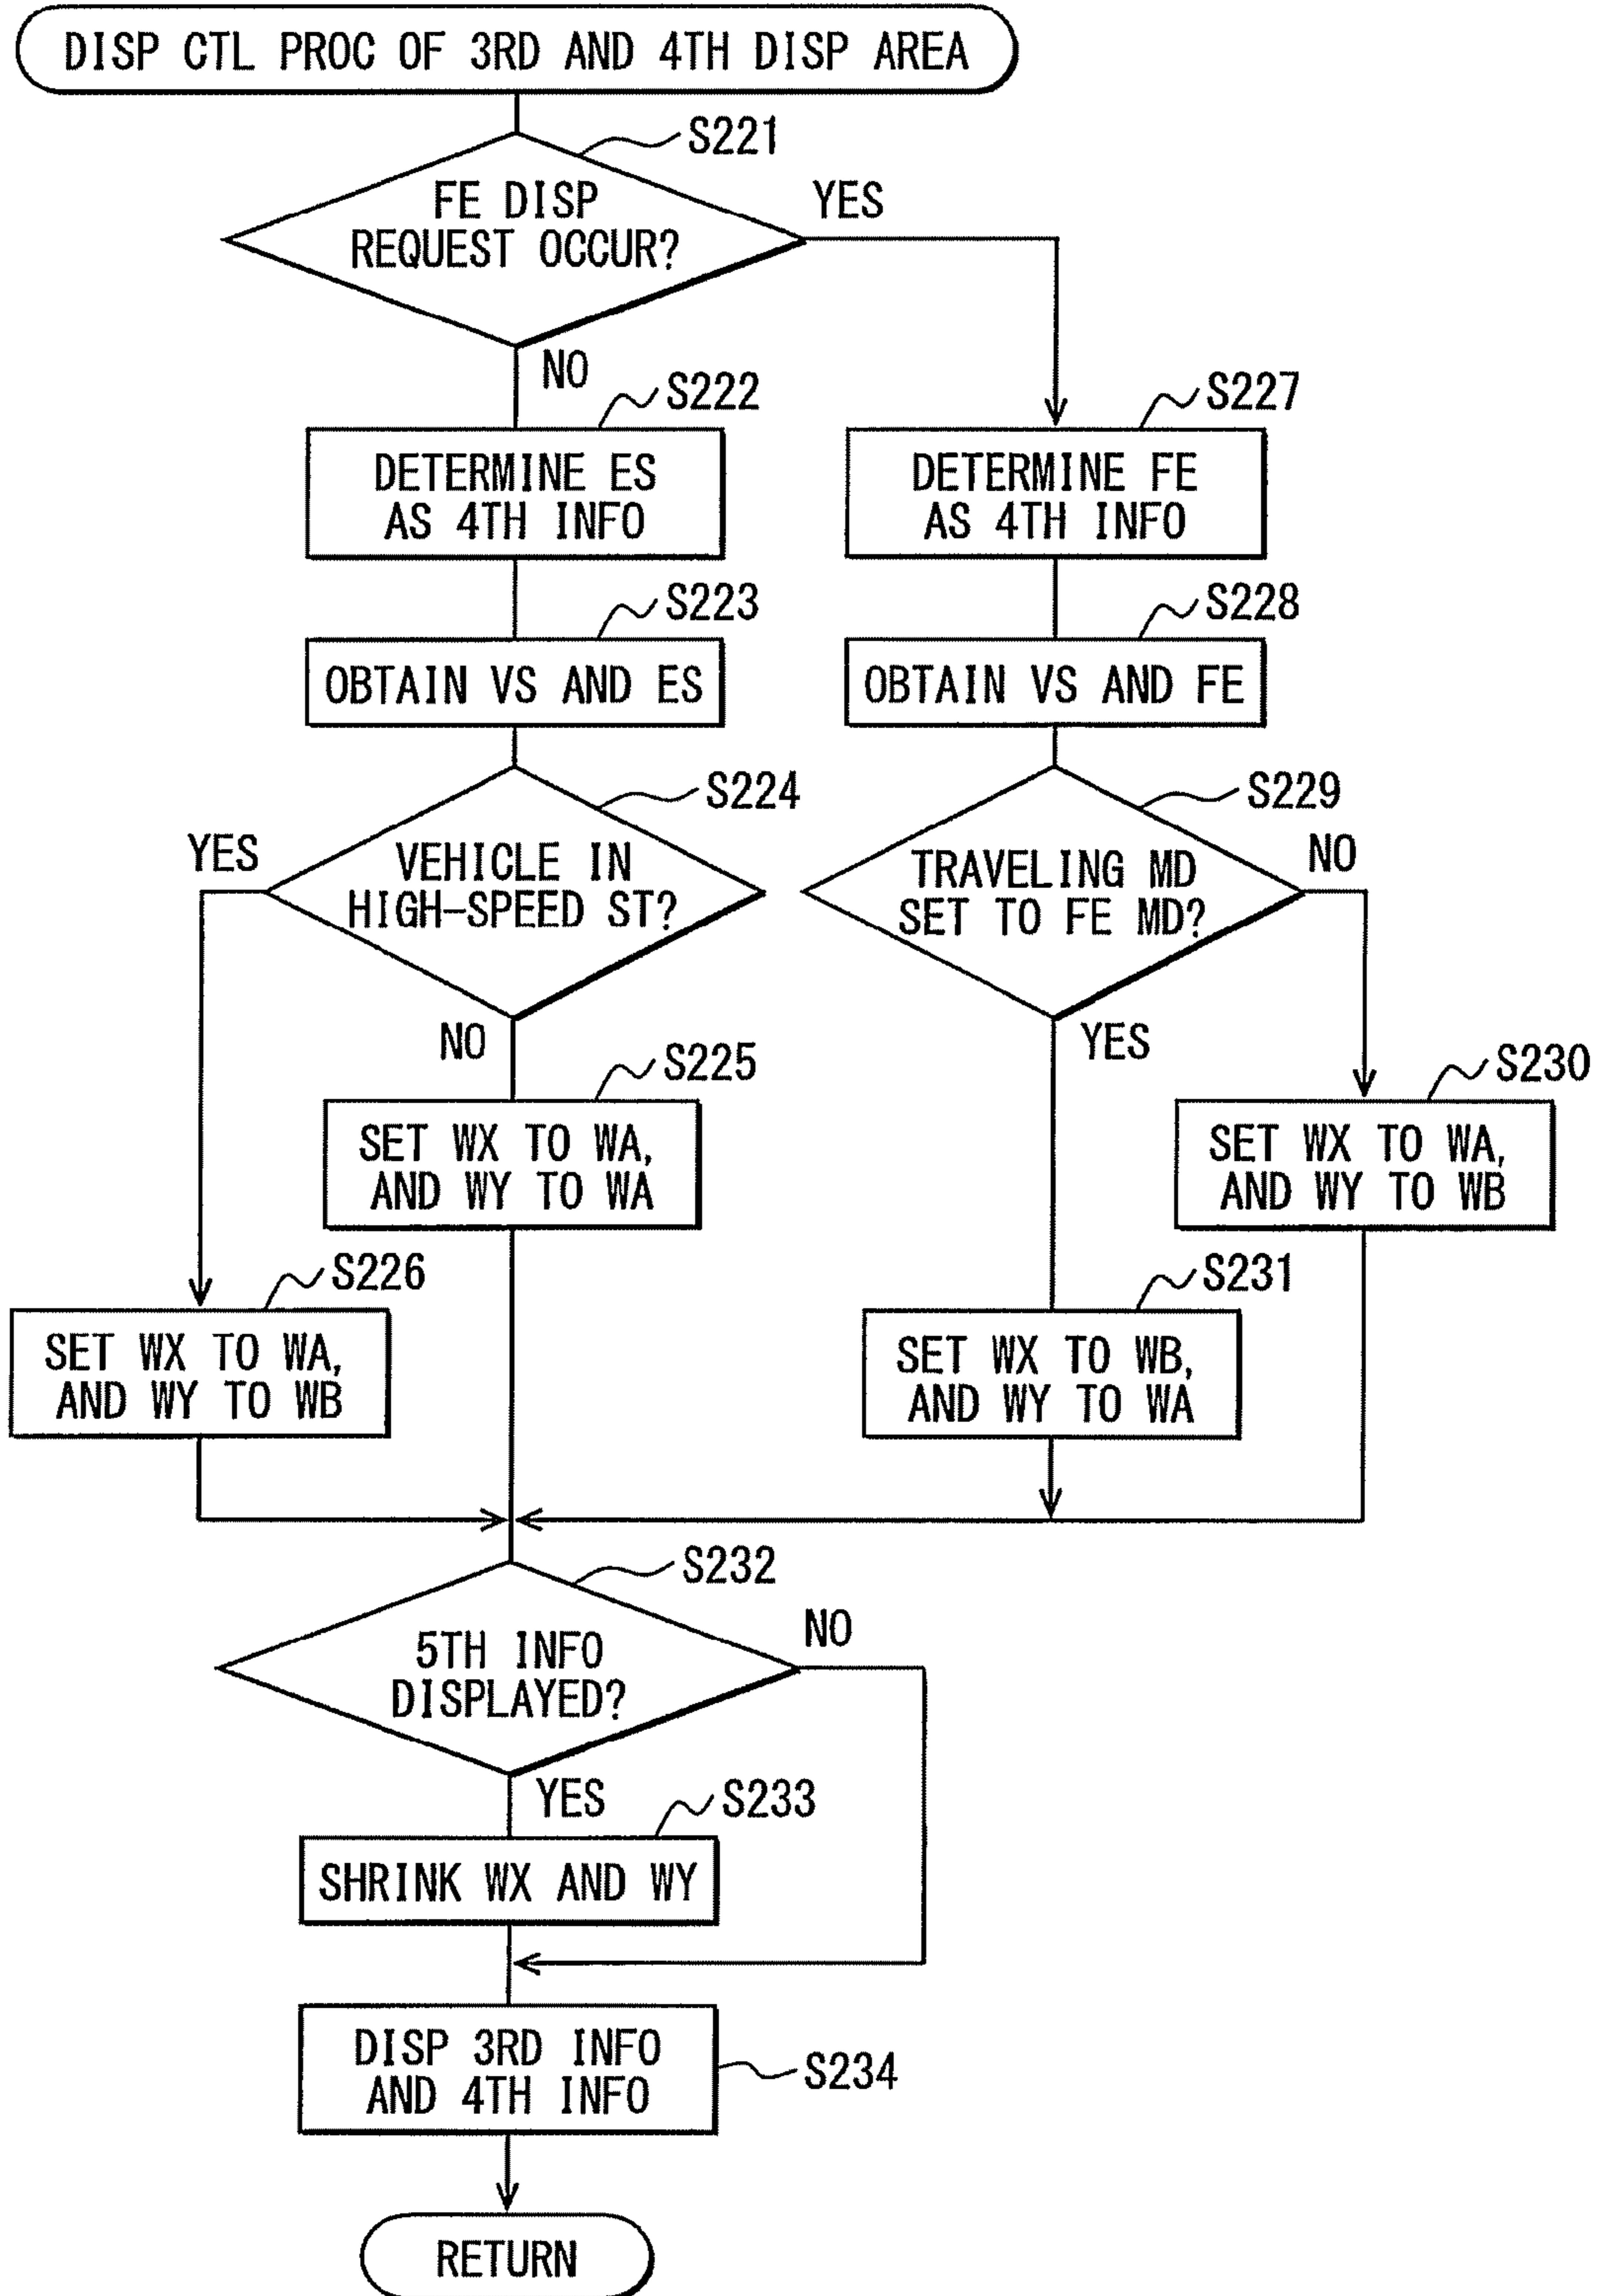 DISP CTL PROC OF 3RD AND 4TH DISP AREA
S221
FE DISP
REQUEST OCCUR?
YES
NO
S222
DETERMINE ES
AS 4TH INFO
S227
DETERMINE FE
AS 4TH INFO
S223
OBTAIN VS AND ES
S228
OBTAIN VS AND FE
S224
VEHICLE IN
HIGH-SPEED ST?
YES
NO
S229
TRAVELING MD
SET TO FE MD?
NO
YES
S225
SET WX TO WA,
AND WY TO WA
S230
SET WX TO WA,
AND WY TO WB
S226
SET WX TO WA,
AND WY TO WB
S231
SET WX TO WB,
AND WY TO WA
S232
5TH INFO
DISPLAYED?
NO
YES
S233
SHRINK WX AND WY
DISP 3RD INFO
AND 4TH INFO
S234
RETURN